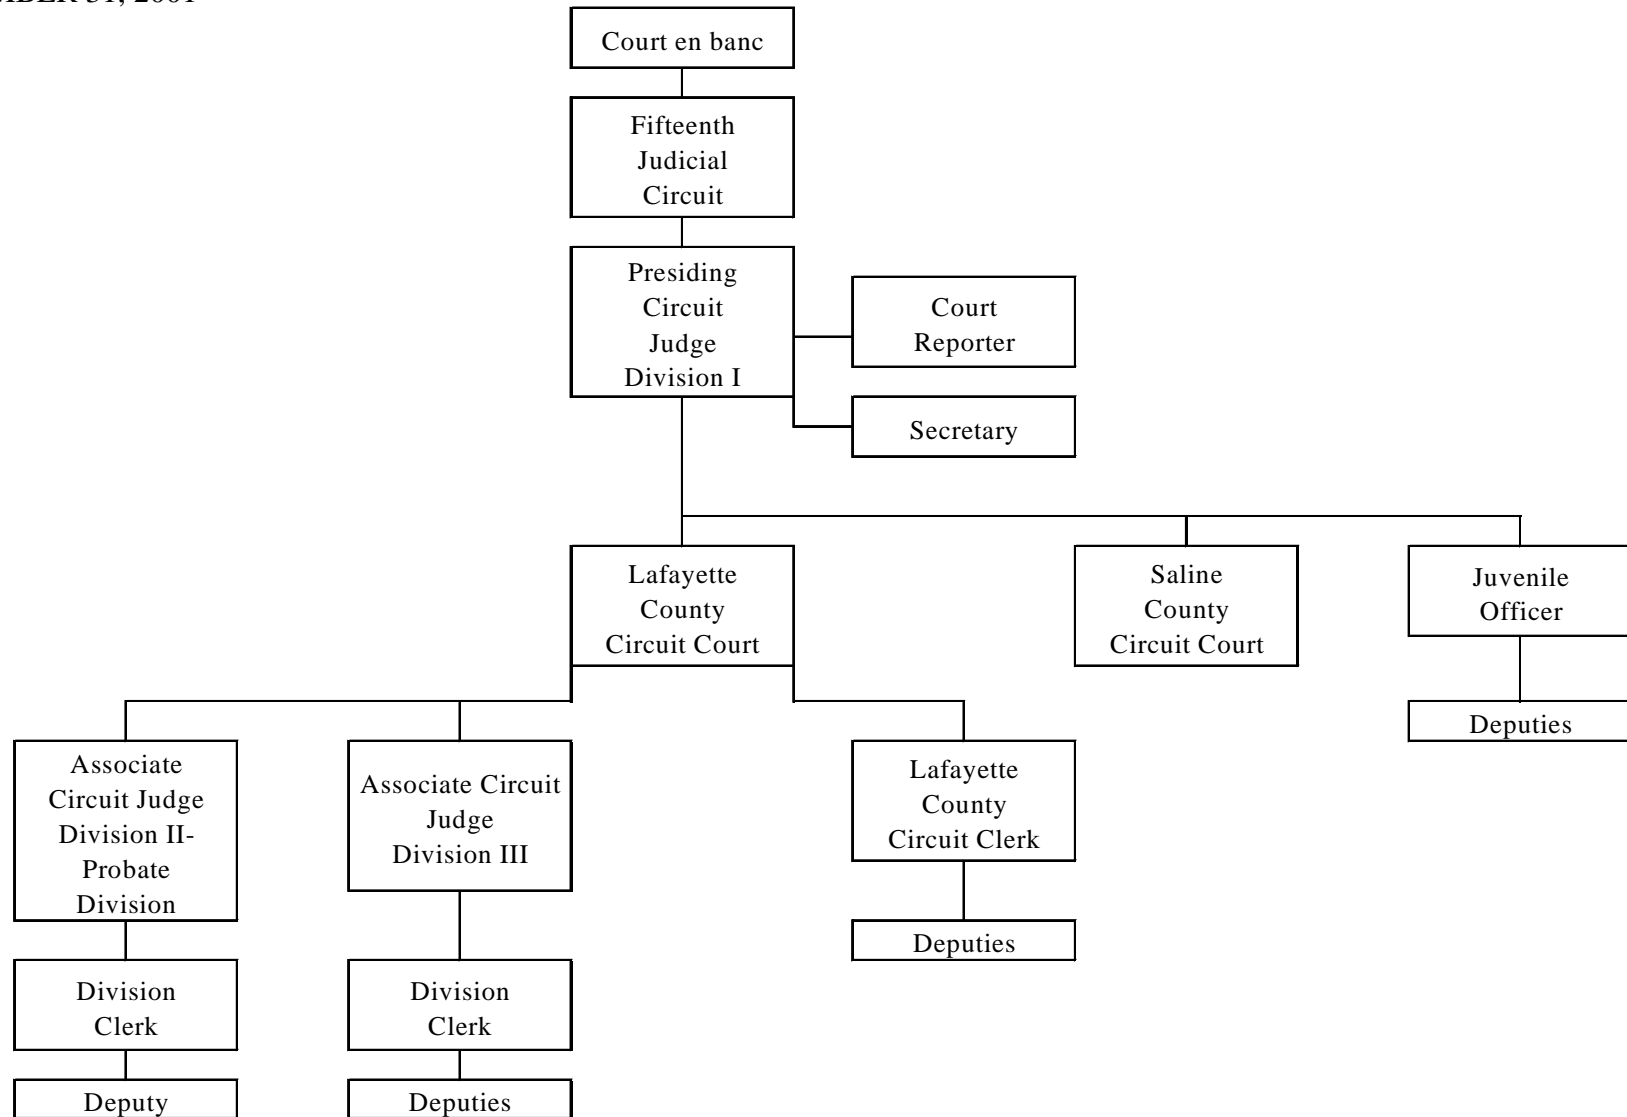 31, 2001
Court en banc
Fifteenth
Judicial
Circuit
Presiding
Circuit
Judge
Division I
Court
Reporter
Secretary
Lafayette
County
Circuit Court
Saline
County
Circuit Court
Juvenile
Officer
Deputies
Associate
Circuit Judge
Division II-
Probate
Division
Associate Circuit
Judge
Division III
Lafayette
County
Circuit Clerk
Deputies
Division
Clerk
Division
Clerk
Deputy
Deputies